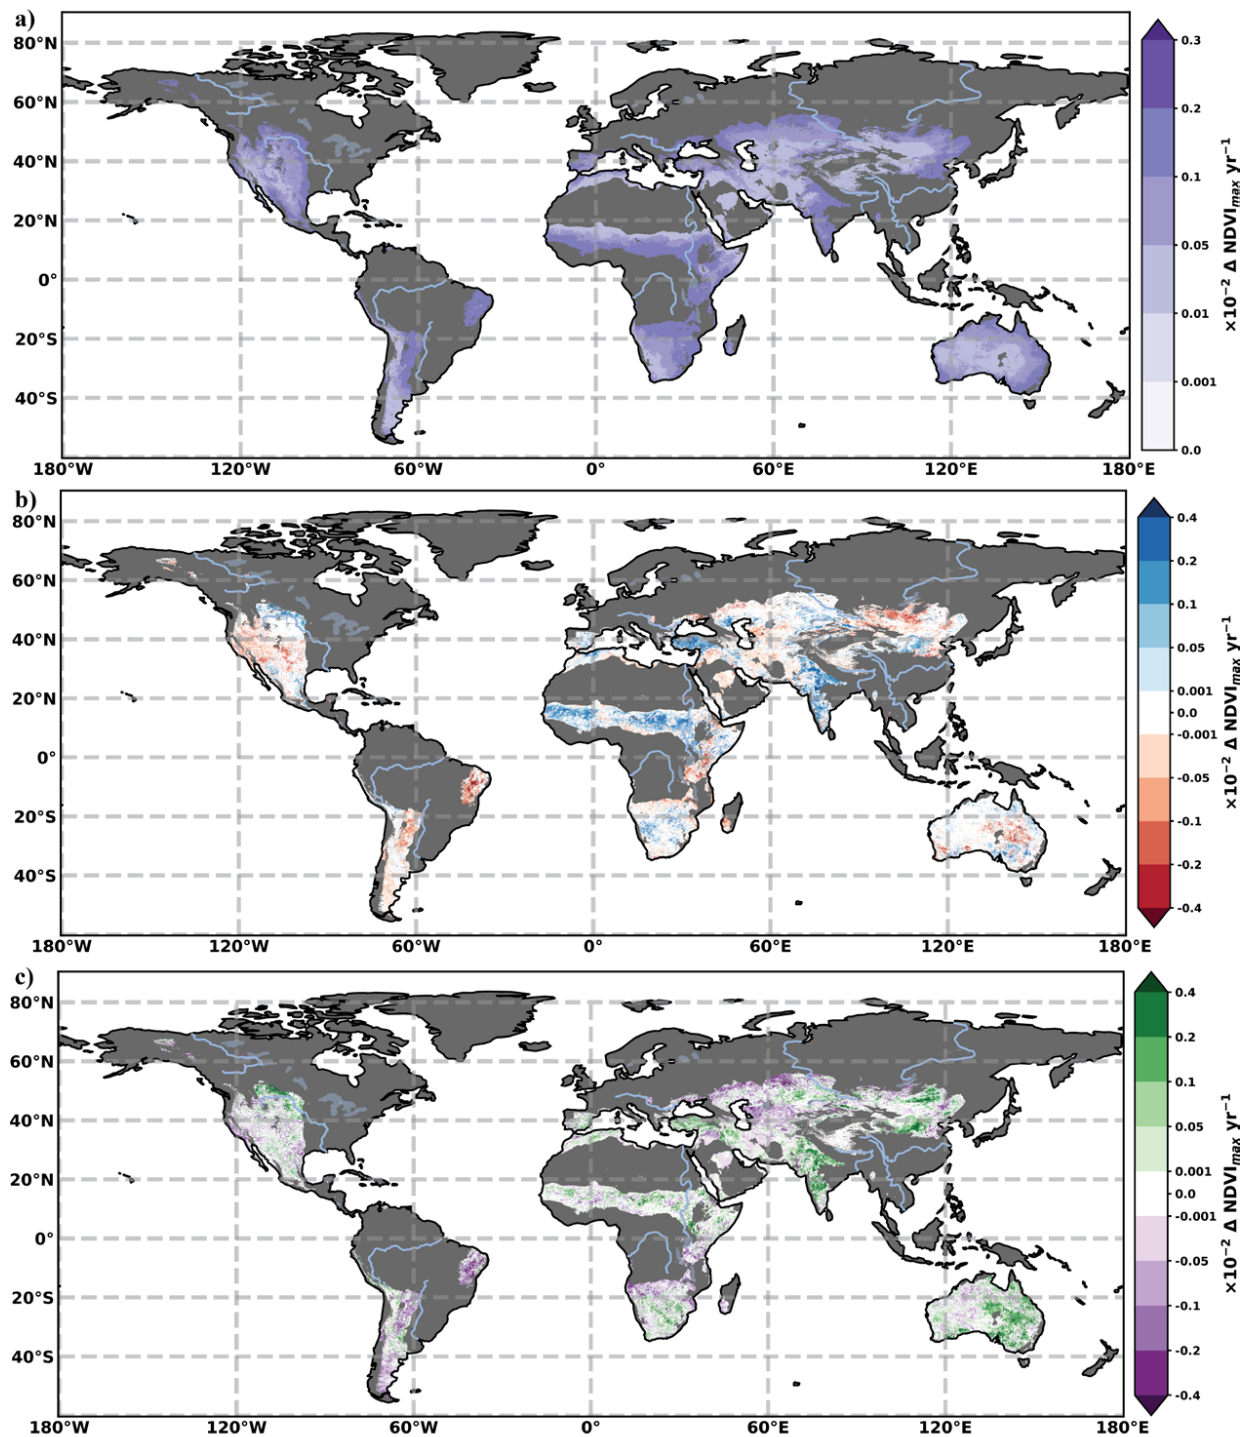 a)
80°N
60°N
40°N
20°N
0°
20°S
40°S
180°W
120°W
60°W
0°
60°E
120°E
180°E
0.3
0.2
0.1
0.05
0.01
0.001
0.0
×10⁻² Δ NDVIₘₐₓ yr⁻¹
b)
80°N
60°N
40°N
20°N
0°
20°S
40°S
180°W
120°W
60°W
0°
60°E
120°E
180°E
0.4
0.2
0.1
0.05
0.001
0.0
-0.001
-0.05
-0.1
-0.2
-0.4
×10⁻² Δ NDVIₘₐₓ yr⁻¹
c)
80°N
60°N
40°N
20°N
0°
20°S
40°S
180°W
120°W
60°W
0°
60°E
120°E
180°E
0.4
0.2
0.1
0.05
0.001
0.0
-0.001
-0.05
-0.1
-0.2
-0.4
×10⁻² Δ NDVIₘₐₓ yr⁻¹